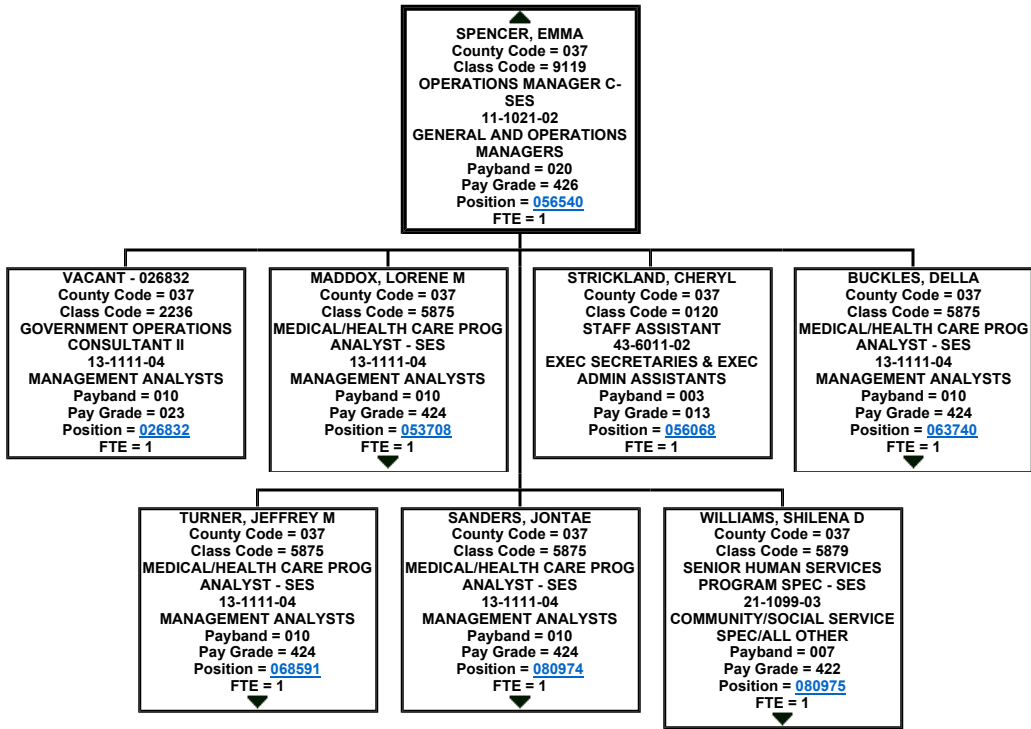 SPENCER, EMMA
County Code = 037
Class Code = 9119
OPERATIONS MANAGER C-
SES
11-1021-02
GENERAL AND OPERATIONS
MANAGERS
Payband = 020
Pay Grade = 426
Position = 056540
FTE = 1
VACANT - 026832
County Code = 037
Class Code = 2236
GOVERNMENT OPERATIONS
CONSULTANT II
13-1111-04
MANAGEMENT ANALYSTS
Payband = 010
Pay Grade = 023
Position = 026832
FTE = 1
MADDOX, LORENE M
County Code = 037
Class Code = 5875
MEDICAL/HEALTH CARE PROG
ANALYST - SES
13-1111-04
MANAGEMENT ANALYSTS
Payband = 010
Pay Grade = 424
Position = 053708
FTE = 1
STRICKLAND, CHERYL
County Code = 037
Class Code = 0120
STAFF ASSISTANT
43-6011-02
EXEC SECRETARIES & EXEC
ADMIN ASSISTANTS
Payband = 003
Pay Grade = 013
Position = 056068
FTE = 1
BUCKLES, DELLA
County Code = 037
Class Code = 5875
MEDICAL/HEALTH CARE PROG
ANALYST - SES
13-1111-04
MANAGEMENT ANALYSTS
Payband = 010
Pay Grade = 424
Position = 063740
FTE = 1
TURNER, JEFFREY M
County Code = 037
Class Code = 5875
MEDICAL/HEALTH CARE PROG
ANALYST - SES
13-1111-04
MANAGEMENT ANALYSTS
Payband = 010
Pay Grade = 424
Position = 068591
FTE = 1
SANDERS, JONTAE
County Code = 037
Class Code = 5875
MEDICAL/HEALTH CARE PROG
ANALYST - SES
13-1111-04
MANAGEMENT ANALYSTS
Payband = 010
Pay Grade = 424
Position = 080974
FTE = 1
WILLIAMS, SHILENA D
County Code = 037
Class Code = 5879
SENIOR HUMAN SERVICES
PROGRAM SPEC - SES
21-1099-03
COMMUNITY/SOCIAL SERVICE
SPEC/ALL OTHER
Payband = 007
Pay Grade = 422
Position = 080975
FTE = 1